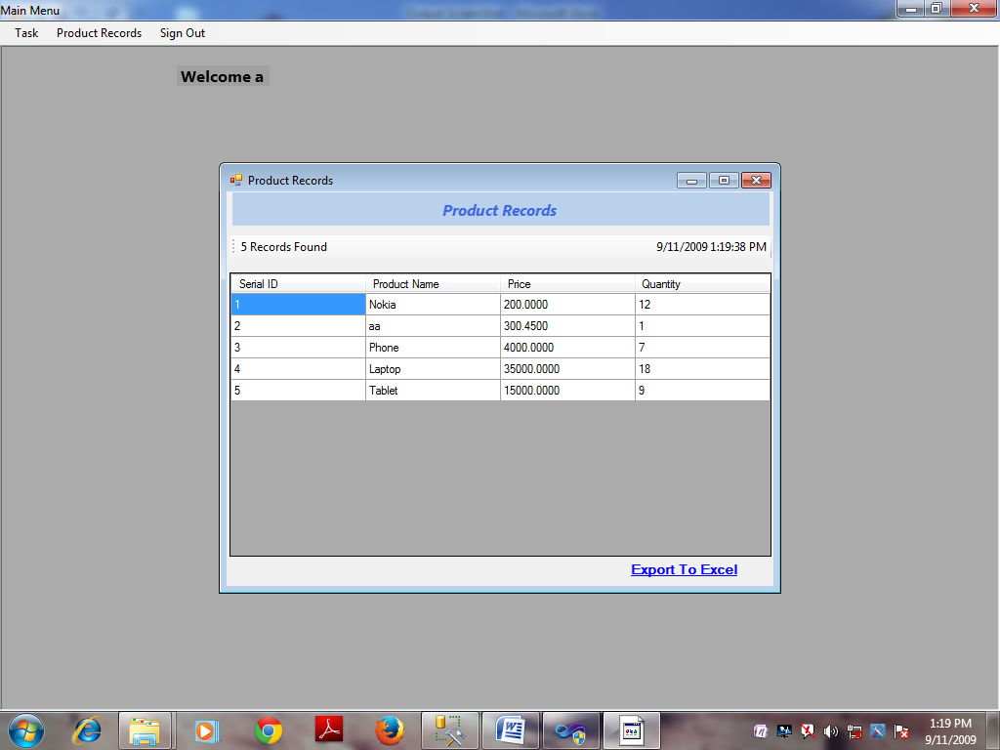 Main Menu
Task Product Records Sign Out
Welcome a
Product Records
Product Records
5 Records Found 9/11/2009 1:19:38 PM
Serial ID Product Name Price Quantity
1 Nokia 200.0000 12
2 aa 300.4500 1
3 Phone 4000.0000 7
4 Laptop 35000.0000 18
5 Tablet 15000.0000 9
Export To Excel
1:19 PM
9/11/2009